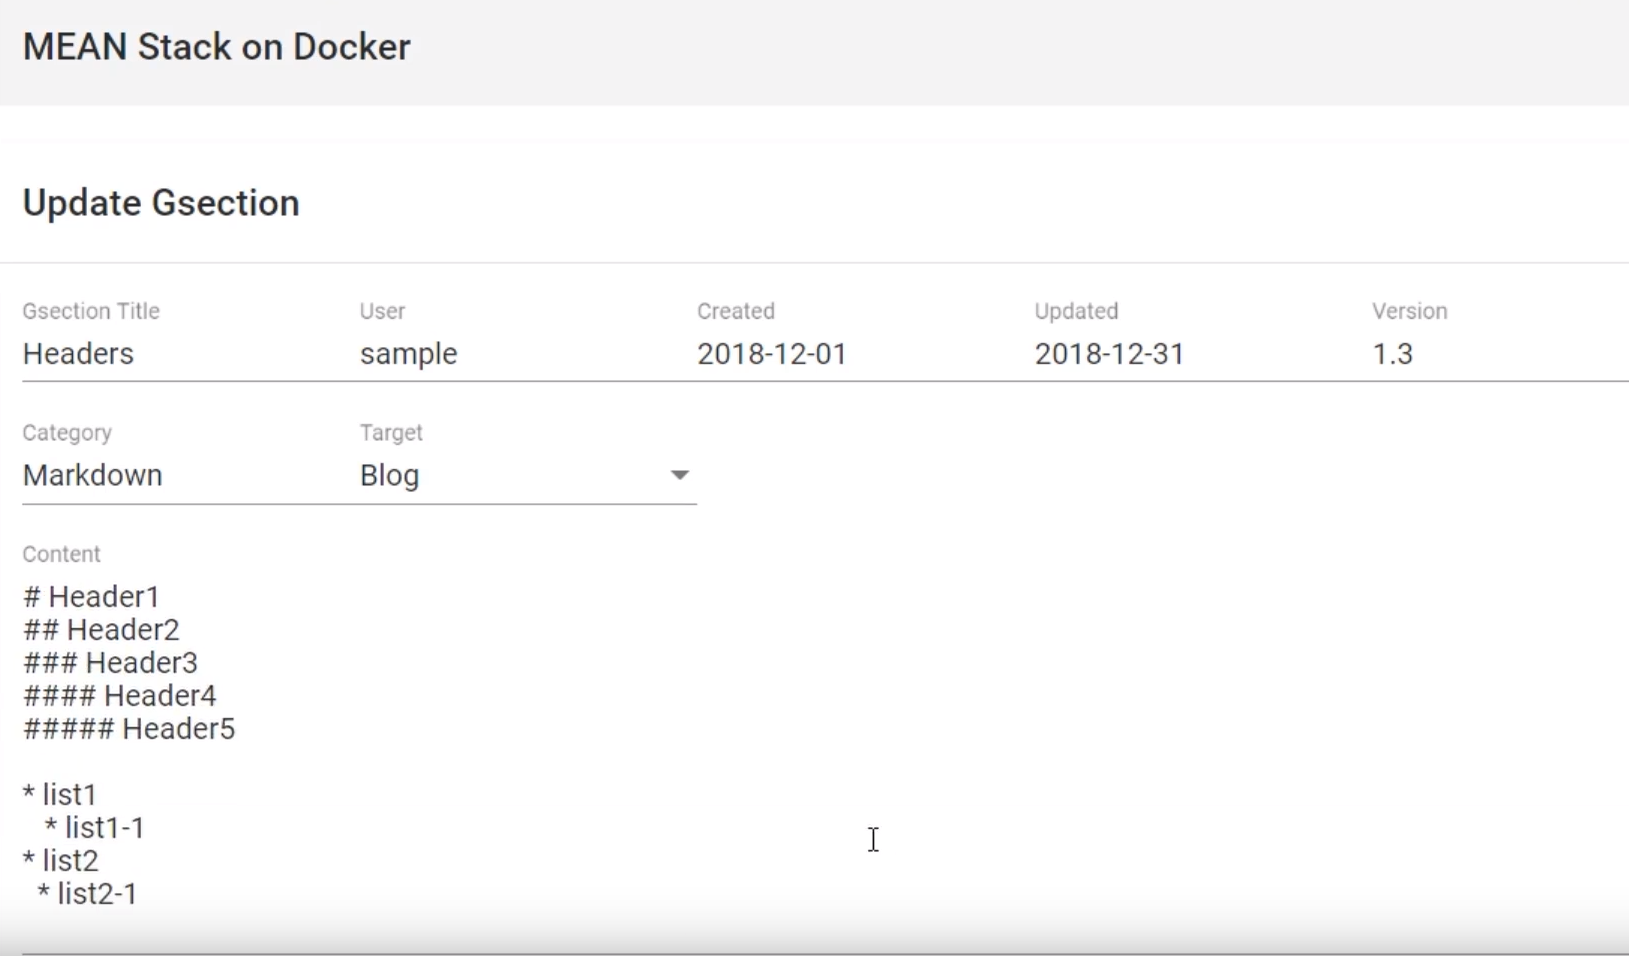 MEAN Stack on Docker
Update Gsection
Gsection Title User Created Updated Version
Headers sample 2018-12-01 2018-12-31 1.3
Category Target
Markdown Blog
Content
# Header1
## Header2
### Header3
#### Header4
##### Header5
* list1
* list1-1
* list2
* list2-1